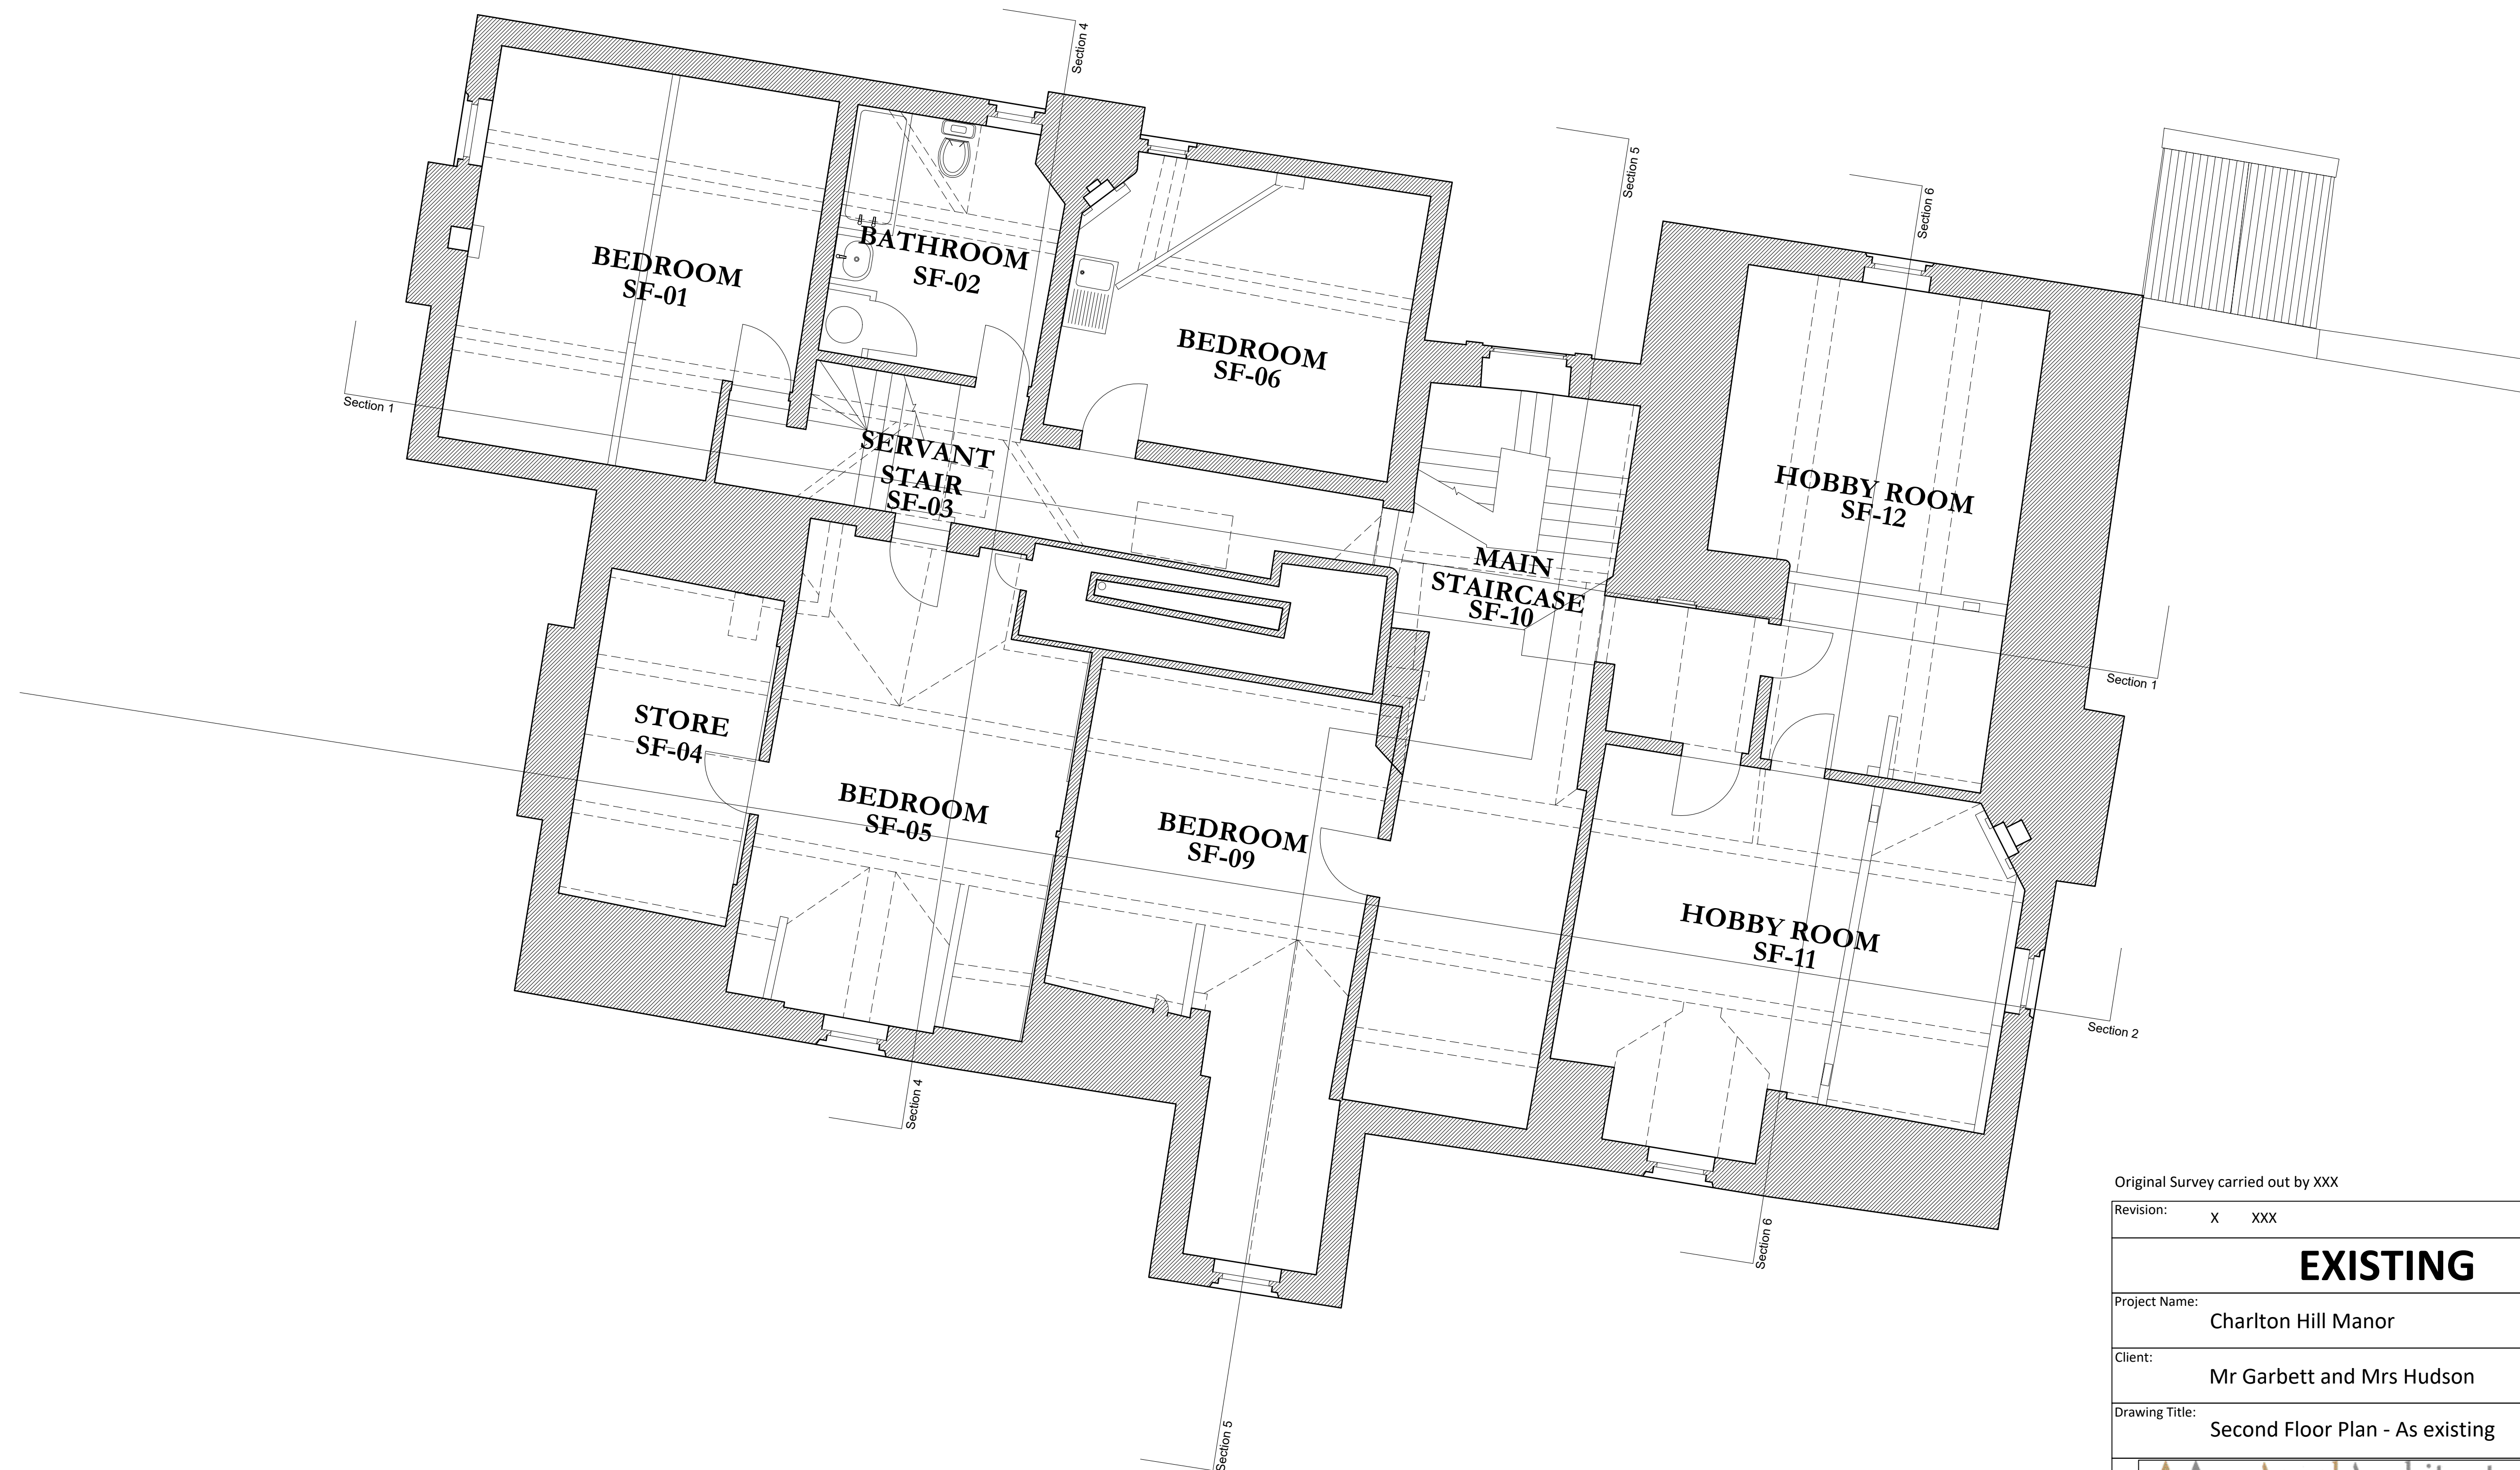 Section 4
Section 5
Section 6
BEDROOM
SF-01
BATHROOM
SF-02
BEDROOM
SF-06
Section 1
SERVANT
STAIR
SF-03
HOBBY ROOM
SF-12
MAIN
STAIRCASE
SF-10
Section 1
STORE
SF-04
BEDROOM
SF-05
BEDROOM
SF-09
HOBBY ROOM
SF-11
Section 2
Section 4
Section 6
Section 5
Original Survey carried out by XXX
Revision:
X XXX
EXISTING
Project Name:
Charlton Hill Manor
Client:
Mr Garbett and Mrs Hudson
Drawing Title:
Second Floor Plan - As existing